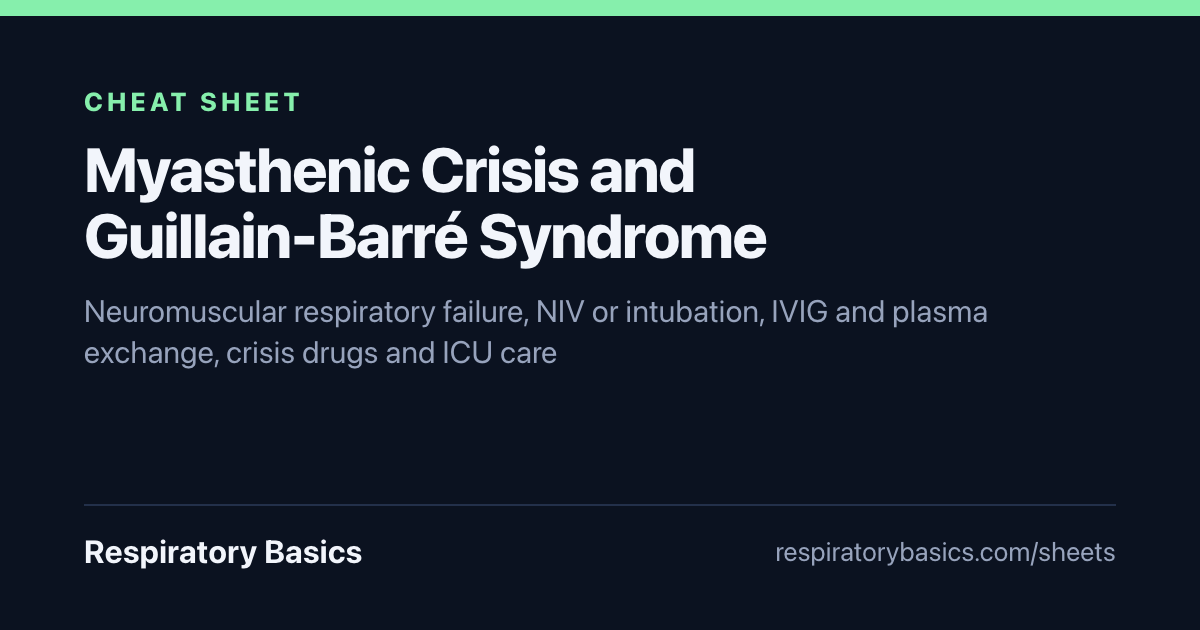 CHEAT SHEET
Myasthenic Crisis and
Guillain-Barré Syndrome
Neuromuscular respiratory failure, NIV or intubation, IVIG and plasma
exchange, crisis drugs and ICU care
Respiratory Basics
respiratorybasics.com/sheets